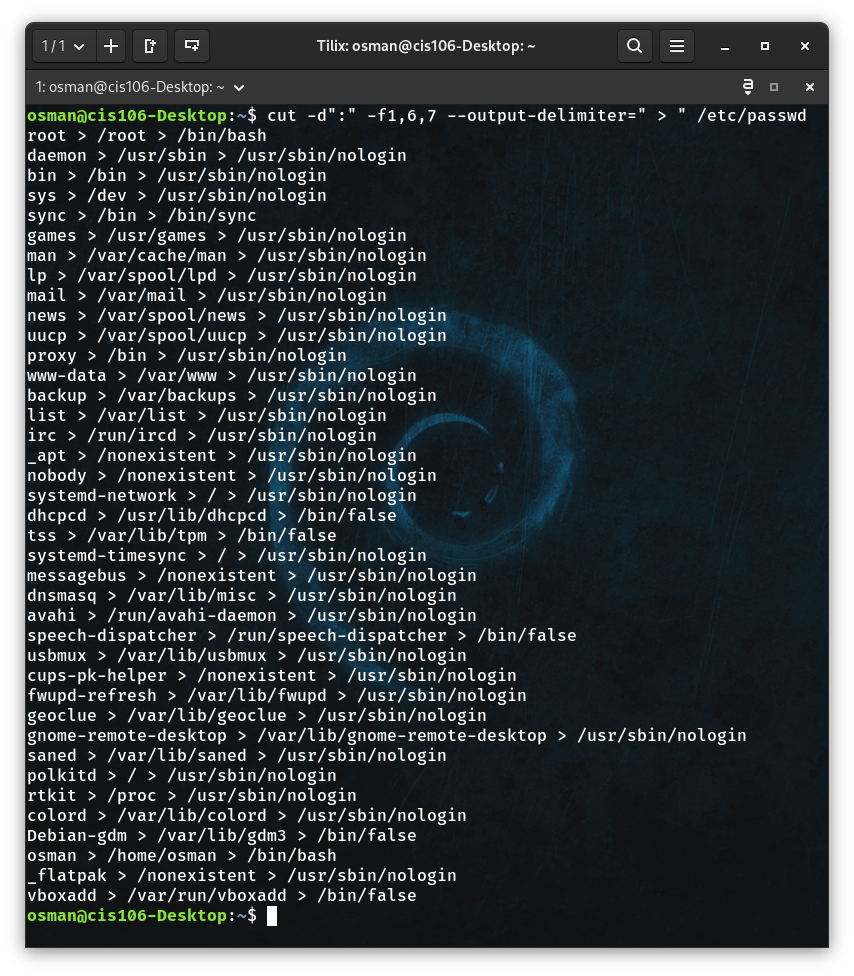 1 / 1
Tilix: osman@cis106-Desktop: ~
1: osman@cis106-Desktop: ~
osman@cis106-Desktop:~$ cut -d":" -f1,6,7 --output-delimiter=" > " /etc/passwd
root > /root > /bin/bash
daemon > /usr/sbin > /usr/sbin/nologin
bin > /bin > /usr/sbin/nologin
sys > /dev > /usr/sbin/nologin
sync > /bin > /bin/sync
games > /usr/games > /usr/sbin/nologin
man > /var/cache/man > /usr/sbin/nologin
lp > /var/spool/lpd > /usr/sbin/nologin
mail > /var/mail > /usr/sbin/nologin
news > /var/spool/news > /usr/sbin/nologin
uucp > /var/spool/uucp > /usr/sbin/nologin
proxy > /bin > /usr/sbin/nologin
www-data > /var/www > /usr/sbin/nologin
backup > /var/backups > /usr/sbin/nologin
list > /var/list > /usr/sbin/nologin
irc > /run/ircd > /usr/sbin/nologin
_apt > /nonexistent > /usr/sbin/nologin
nobody > /nonexistent > /usr/sbin/nologin
systemd-network > / > /usr/sbin/nologin
dhcpcd > /usr/lib/dhcpcd > /bin/false
tss > /var/lib/tpm > /bin/false
systemd-timesync > / > /usr/sbin/nologin
messagebus > /nonexistent > /usr/sbin/nologin
dnsmasq > /var/lib/misc > /usr/sbin/nologin
avahi > /run/avahi-daemon > /usr/sbin/nologin
speech-dispatcher > /run/speech-dispatcher > /bin/false
usbmux > /var/lib/usbmux > /usr/sbin/nologin
cups-pk-helper > /nonexistent > /usr/sbin/nologin
fwupd-refresh > /var/lib/fwupd > /usr/sbin/nologin
geoclue > /var/lib/geoclue > /usr/sbin/nologin
gnome-remote-desktop > /var/lib/gnome-remote-desktop > /usr/sbin/nologin
saned > /var/lib/saned > /usr/sbin/nologin
polkitd > / > /usr/sbin/nologin
rtkit > /proc > /usr/sbin/nologin
colord > /var/lib/colord > /usr/sbin/nologin
Debian-gdm > /var/lib/gdm3 > /bin/false
osman > /home/osman > /bin/bash
_flatpak > /nonexistent > /usr/sbin/nologin
vboxadd > /var/run/vboxadd > /bin/false
osman@cis106-Desktop:~$